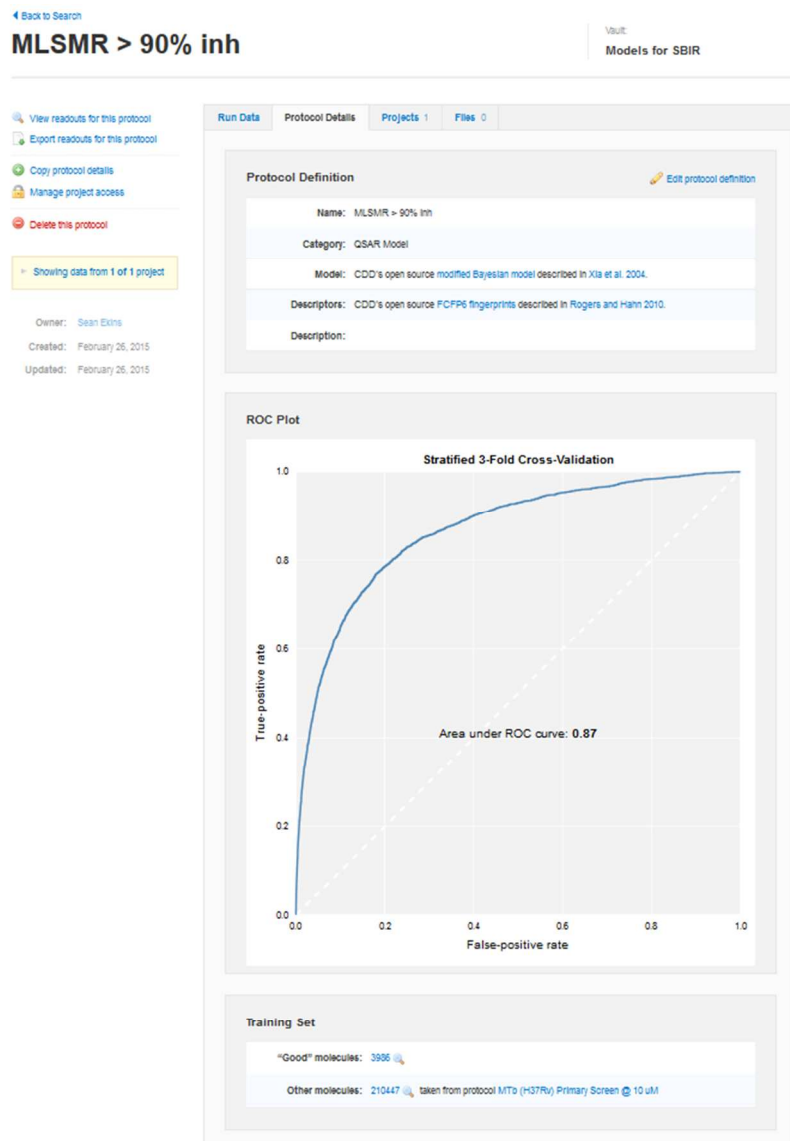 Back to Search
MLSMR > 90% inh
Vault:
Models for SBIR
View readouts for this protocol
Export readouts for this protocol
Copy protocol details
Manage project access
Delete this protocol
Showing data from 1 of 1 project
Owner: Sean Ekins
Created: February 26, 2015
Updated: February 26, 2015
Run Data Protocol Details Projects 1 Files 0
Protocol Definition
Edit protocol definition
Name: MLSMR > 90% inh
Category: QSAR Model
Model: CDD's open source modified Bayesian model described in Xia et al. 2004.
Descriptors: CDD's open source FCFP6 fingerprints described in Rogers and Hahn 2010.
Description:
ROC Plot
Stratified 3-Fold Cross-Validation
1.0
0.8
0.6
0.4
0.2
0.0
True-positive rate
Area under ROC curve: 0.87
0.0 0.2 0.4 0.6 0.8 1.0
False-positive rate
Training Set
"Good" molecules: 3986
Other molecules: 210447 taken from protocol MTb (H37Rv) Primary Screen @ 10 uM